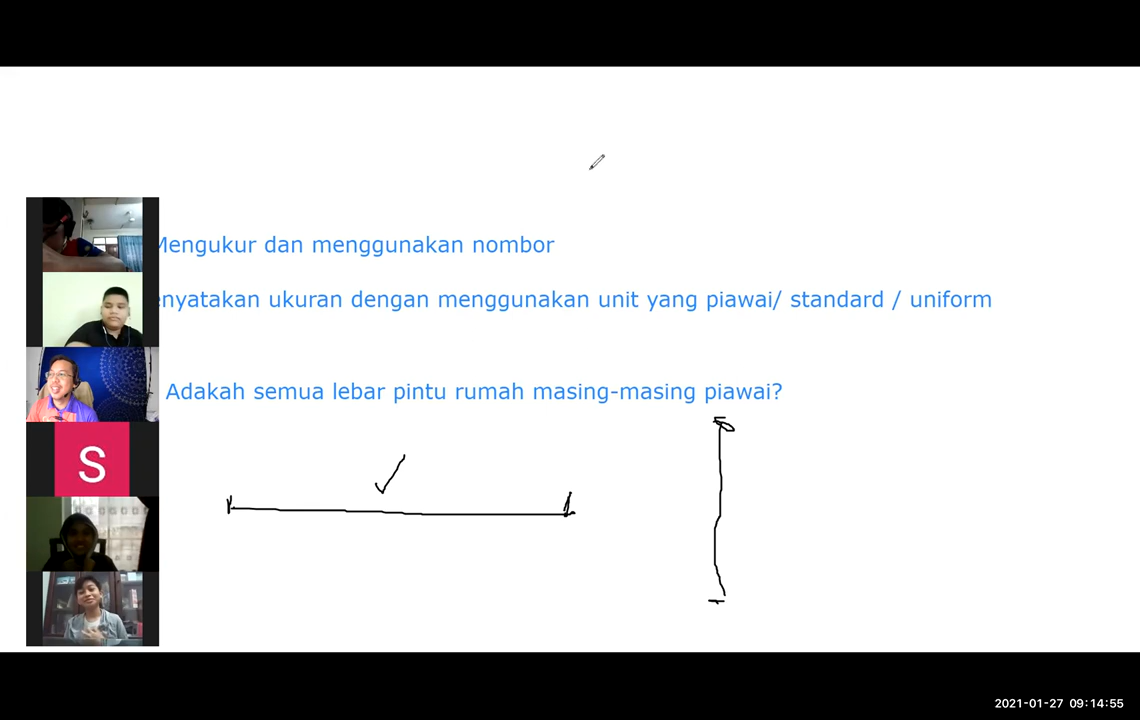 Mengukur dan menggunakan nombor
enyatakan ukuran dengan menggunakan unit yang piawai/ standard / uniform
Adakah semua lebar pintu rumah masing-masing piawai?
S
2021-01-27 09:14:55